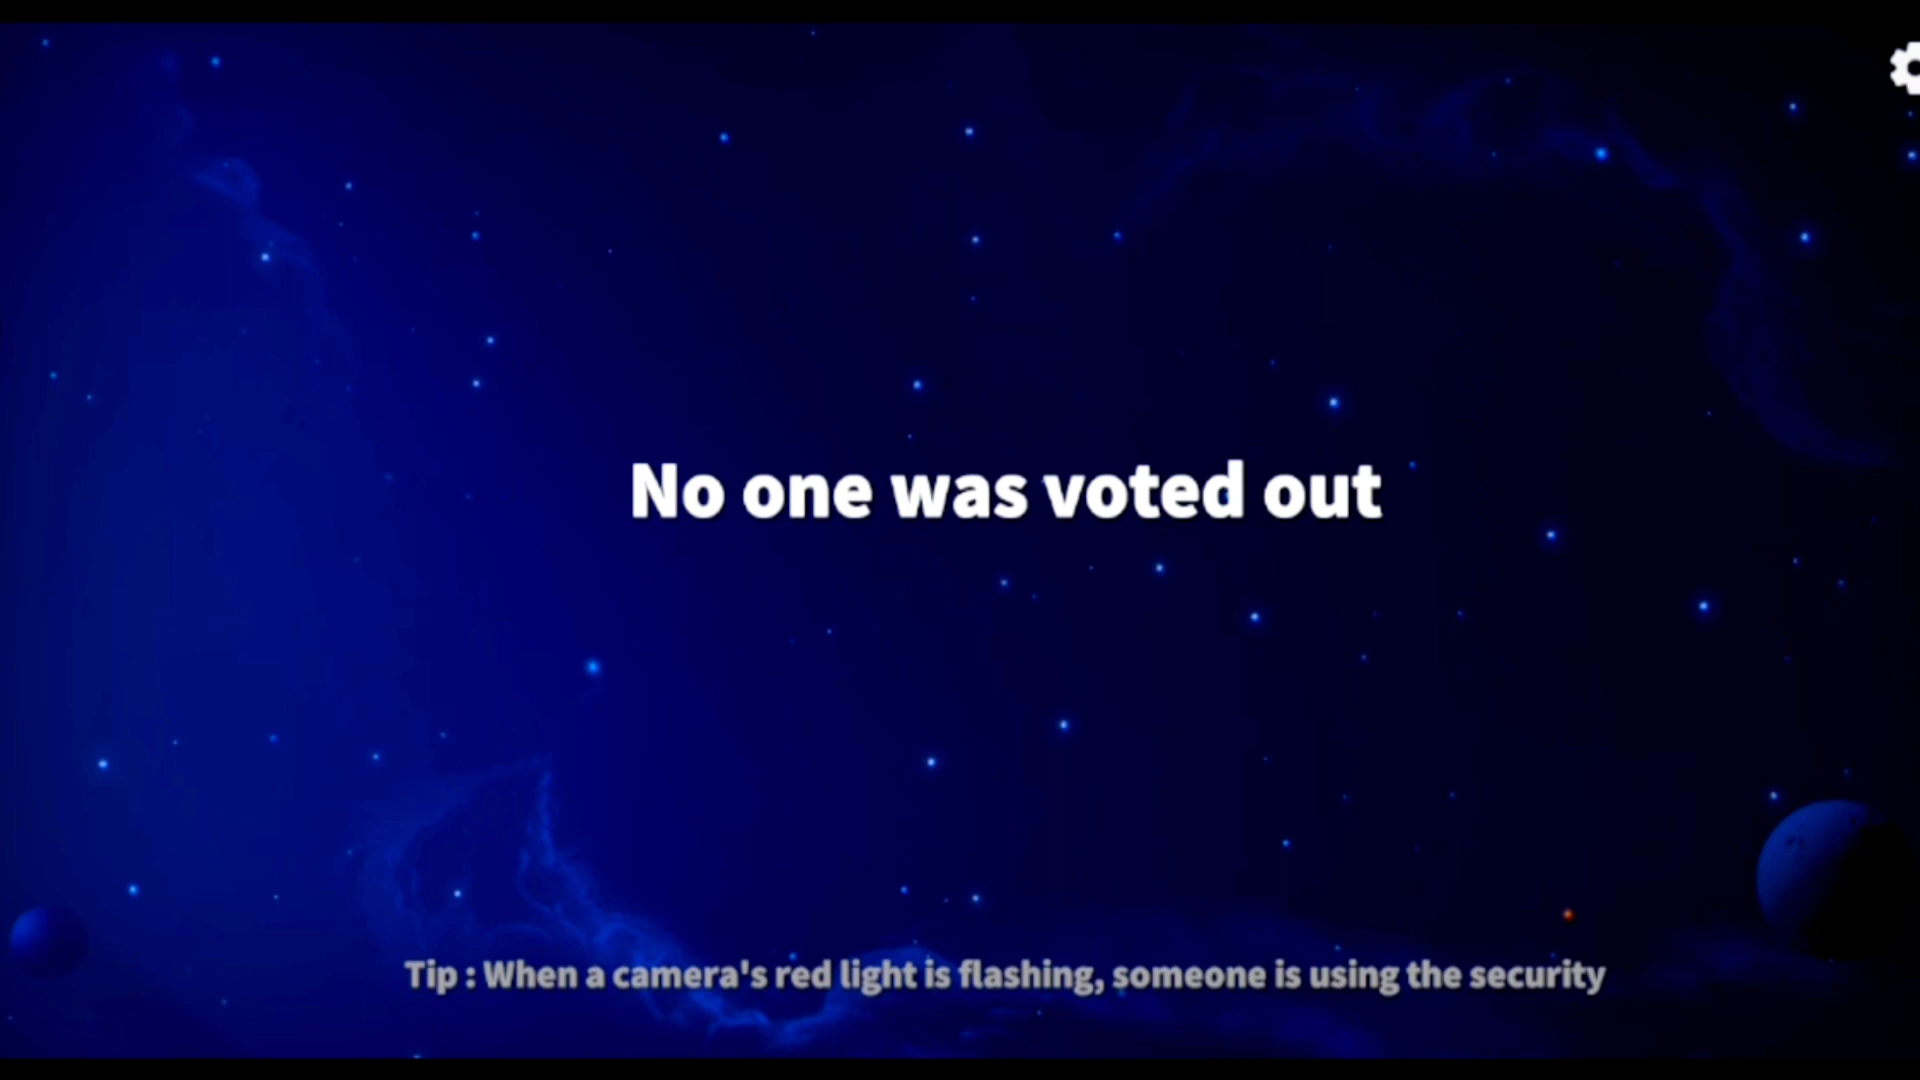 No one was voted out
Tip : When a camera's red light is flashing, someone is using the security